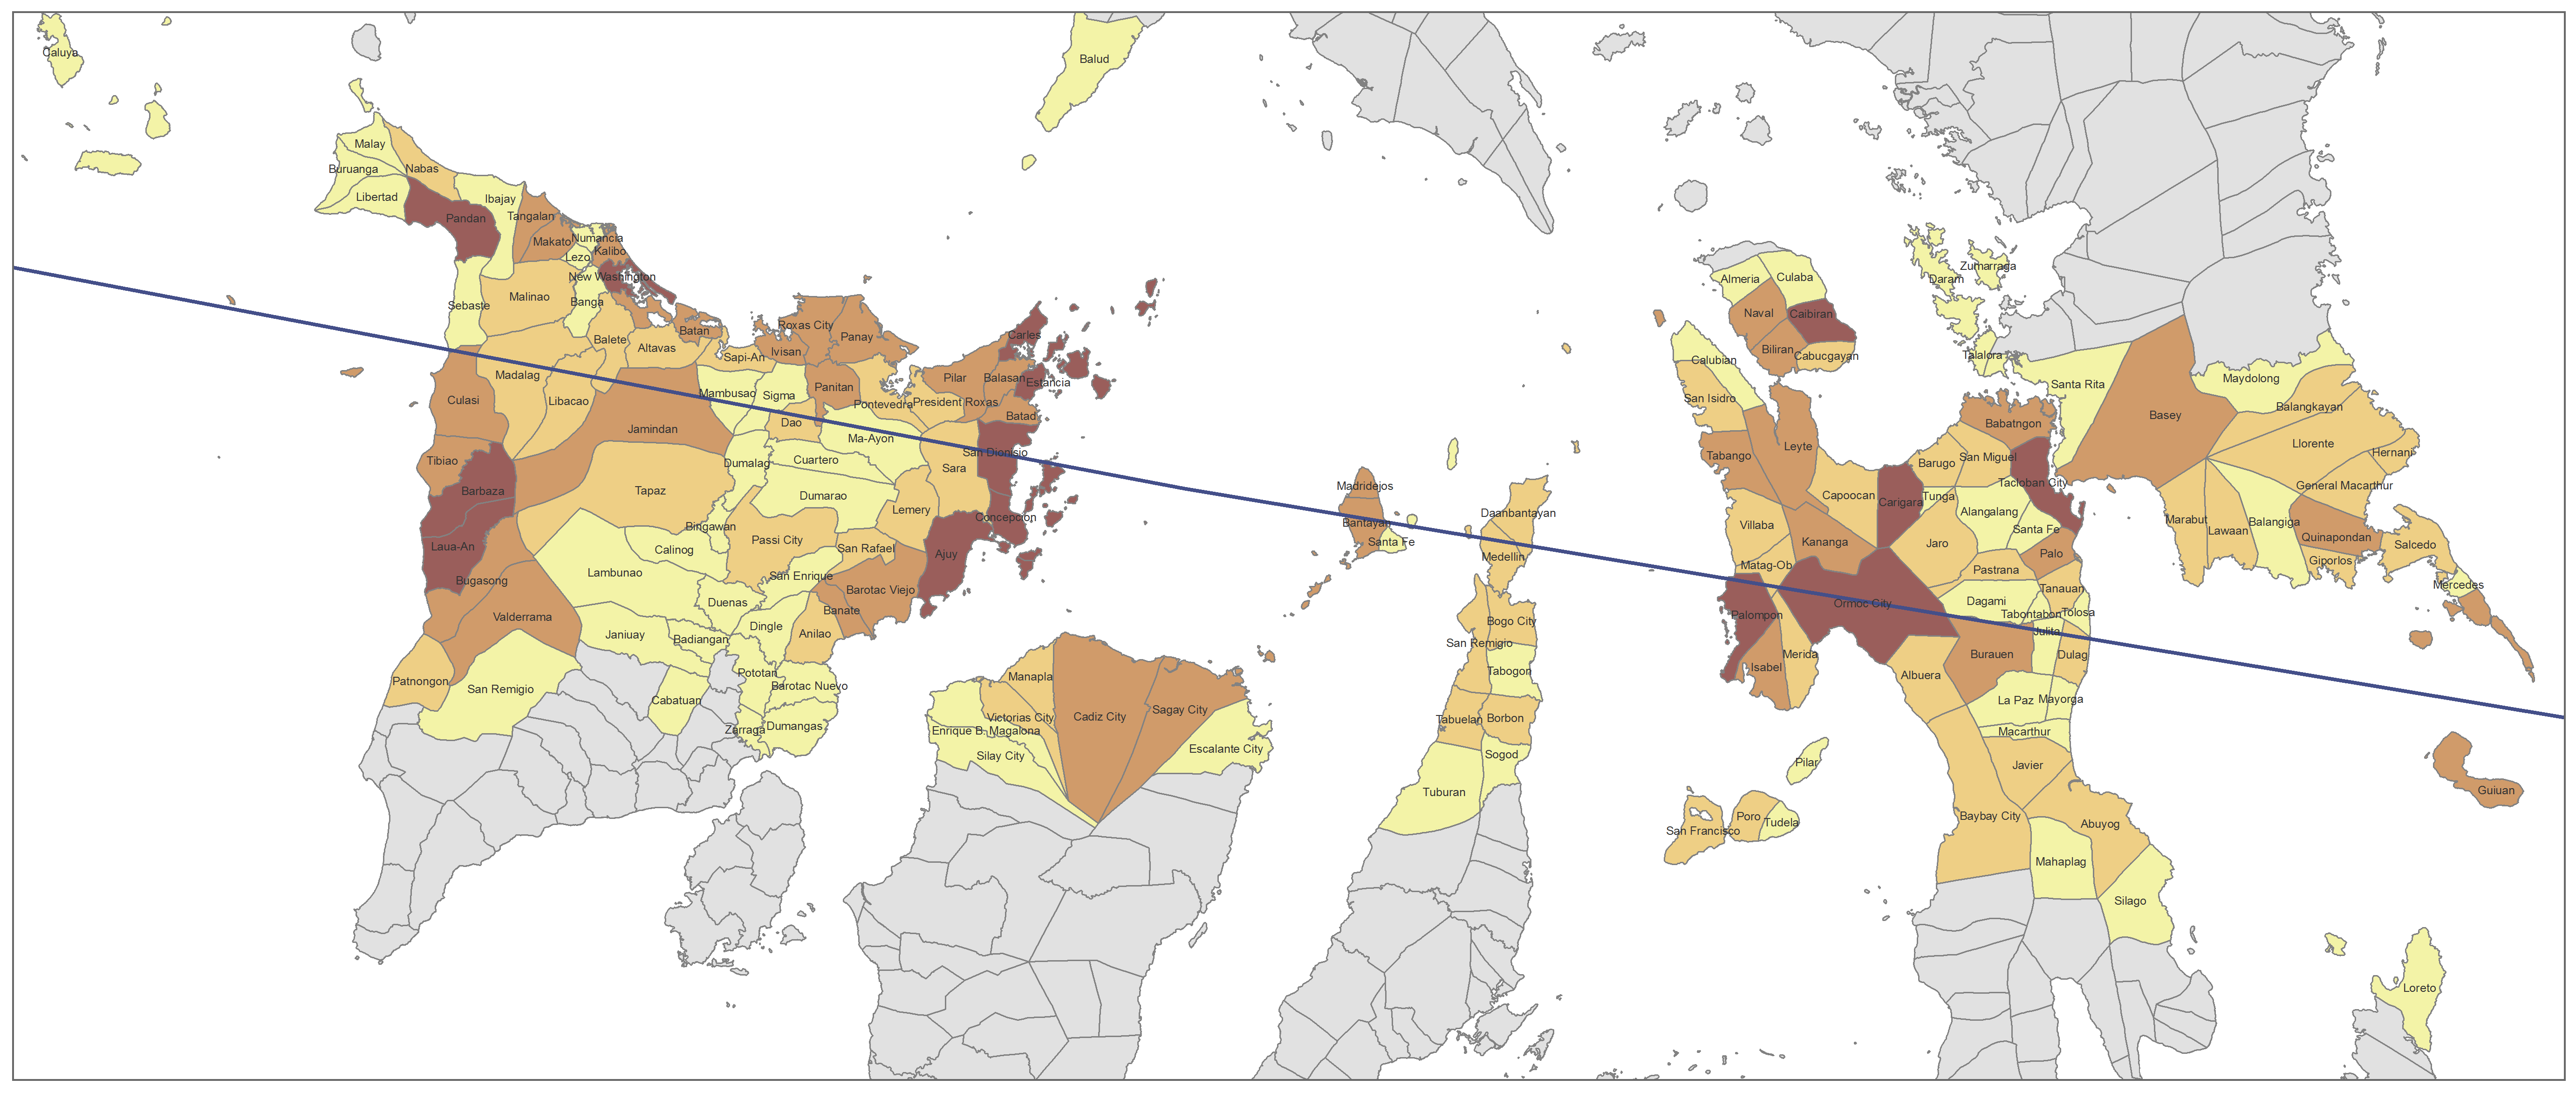 Caluya
Balud
Malay
Nabas
Buruanga
Libertad
Ibajay
Pandan
Tangalan
Makato
Numancia
Kalibo
Lezo
New Washington
Sebaste
Malinao
Banga
Batan
Balete
Altavas
Sapi-An
Roxas City
Ivisan
Panay
Carles
Madalag
Culasi
Libacao
Mambusao
Sigma
Panitan
Pontevedra
Pilar
Balasan
Estancia
President Roxas
Batad
Dao
Jamindan
Ma-Ayon
San Dionisio
Tibiao
Dumalag
Cuartero
Sara
Barbaza
Tapaz
Dumarao
Lemery
Concepcion
Bingawan
Passi City
Laua-An
Calinog
San Rafael
Ajuy
Bugasong
Lambunao
San Enrique
Barotac Viejo
Duenas
Banate
Valderrama
Janiuay
Badiangan
Dingle
Anilao
Patnongon
San Remigio
Pototan
Barotac Nuevo
Cabatuan
Zarraga
Dumangas
Manapla
Victorias City
Cadiz City
Sagay City
Enrique B. Magalona
Silay City
Escalante City
Madridejos
Bantayan
Santa Fe
Daanbantayan
Medellin
Bogo City
San Remigio
Tabogon
Tabuelan
Borbon
Sogod
Tuburan
Almeria
Culaba
Naval
Caibiran
Biliran
Cabucgayan
Calubian
San Isidro
Tabango
Leyte
Villaba
Capoocan
Carigara
Barugo
San Miguel
Babatngon
Tacloban City
Tunga
Alangalang
Santa Fe
Kananga
Jaro
Palo
Matag-Ob
Pastrana
Palompon
Ormoc City
Dagami
Tanauan
Tabontabon
Tolosa
Julita
Isabel
Merida
Burauen
Dulag
Albuera
La Paz
Mayorga
Macarthur
Javier
Pilar
Poro
Tudela
San Francisco
Baybay City
Abuyog
Mahaplag
Silago
Daram
Zumarraga
Talalora
Santa Rita
Basey
Maydolong
Balangkayan
Llorente
Hernani
General Macarthur
Marabut
Lawaan
Balangiga
Quinapondan
Giporlos
Salcedo
Mercedes
Guiuan
Loreto